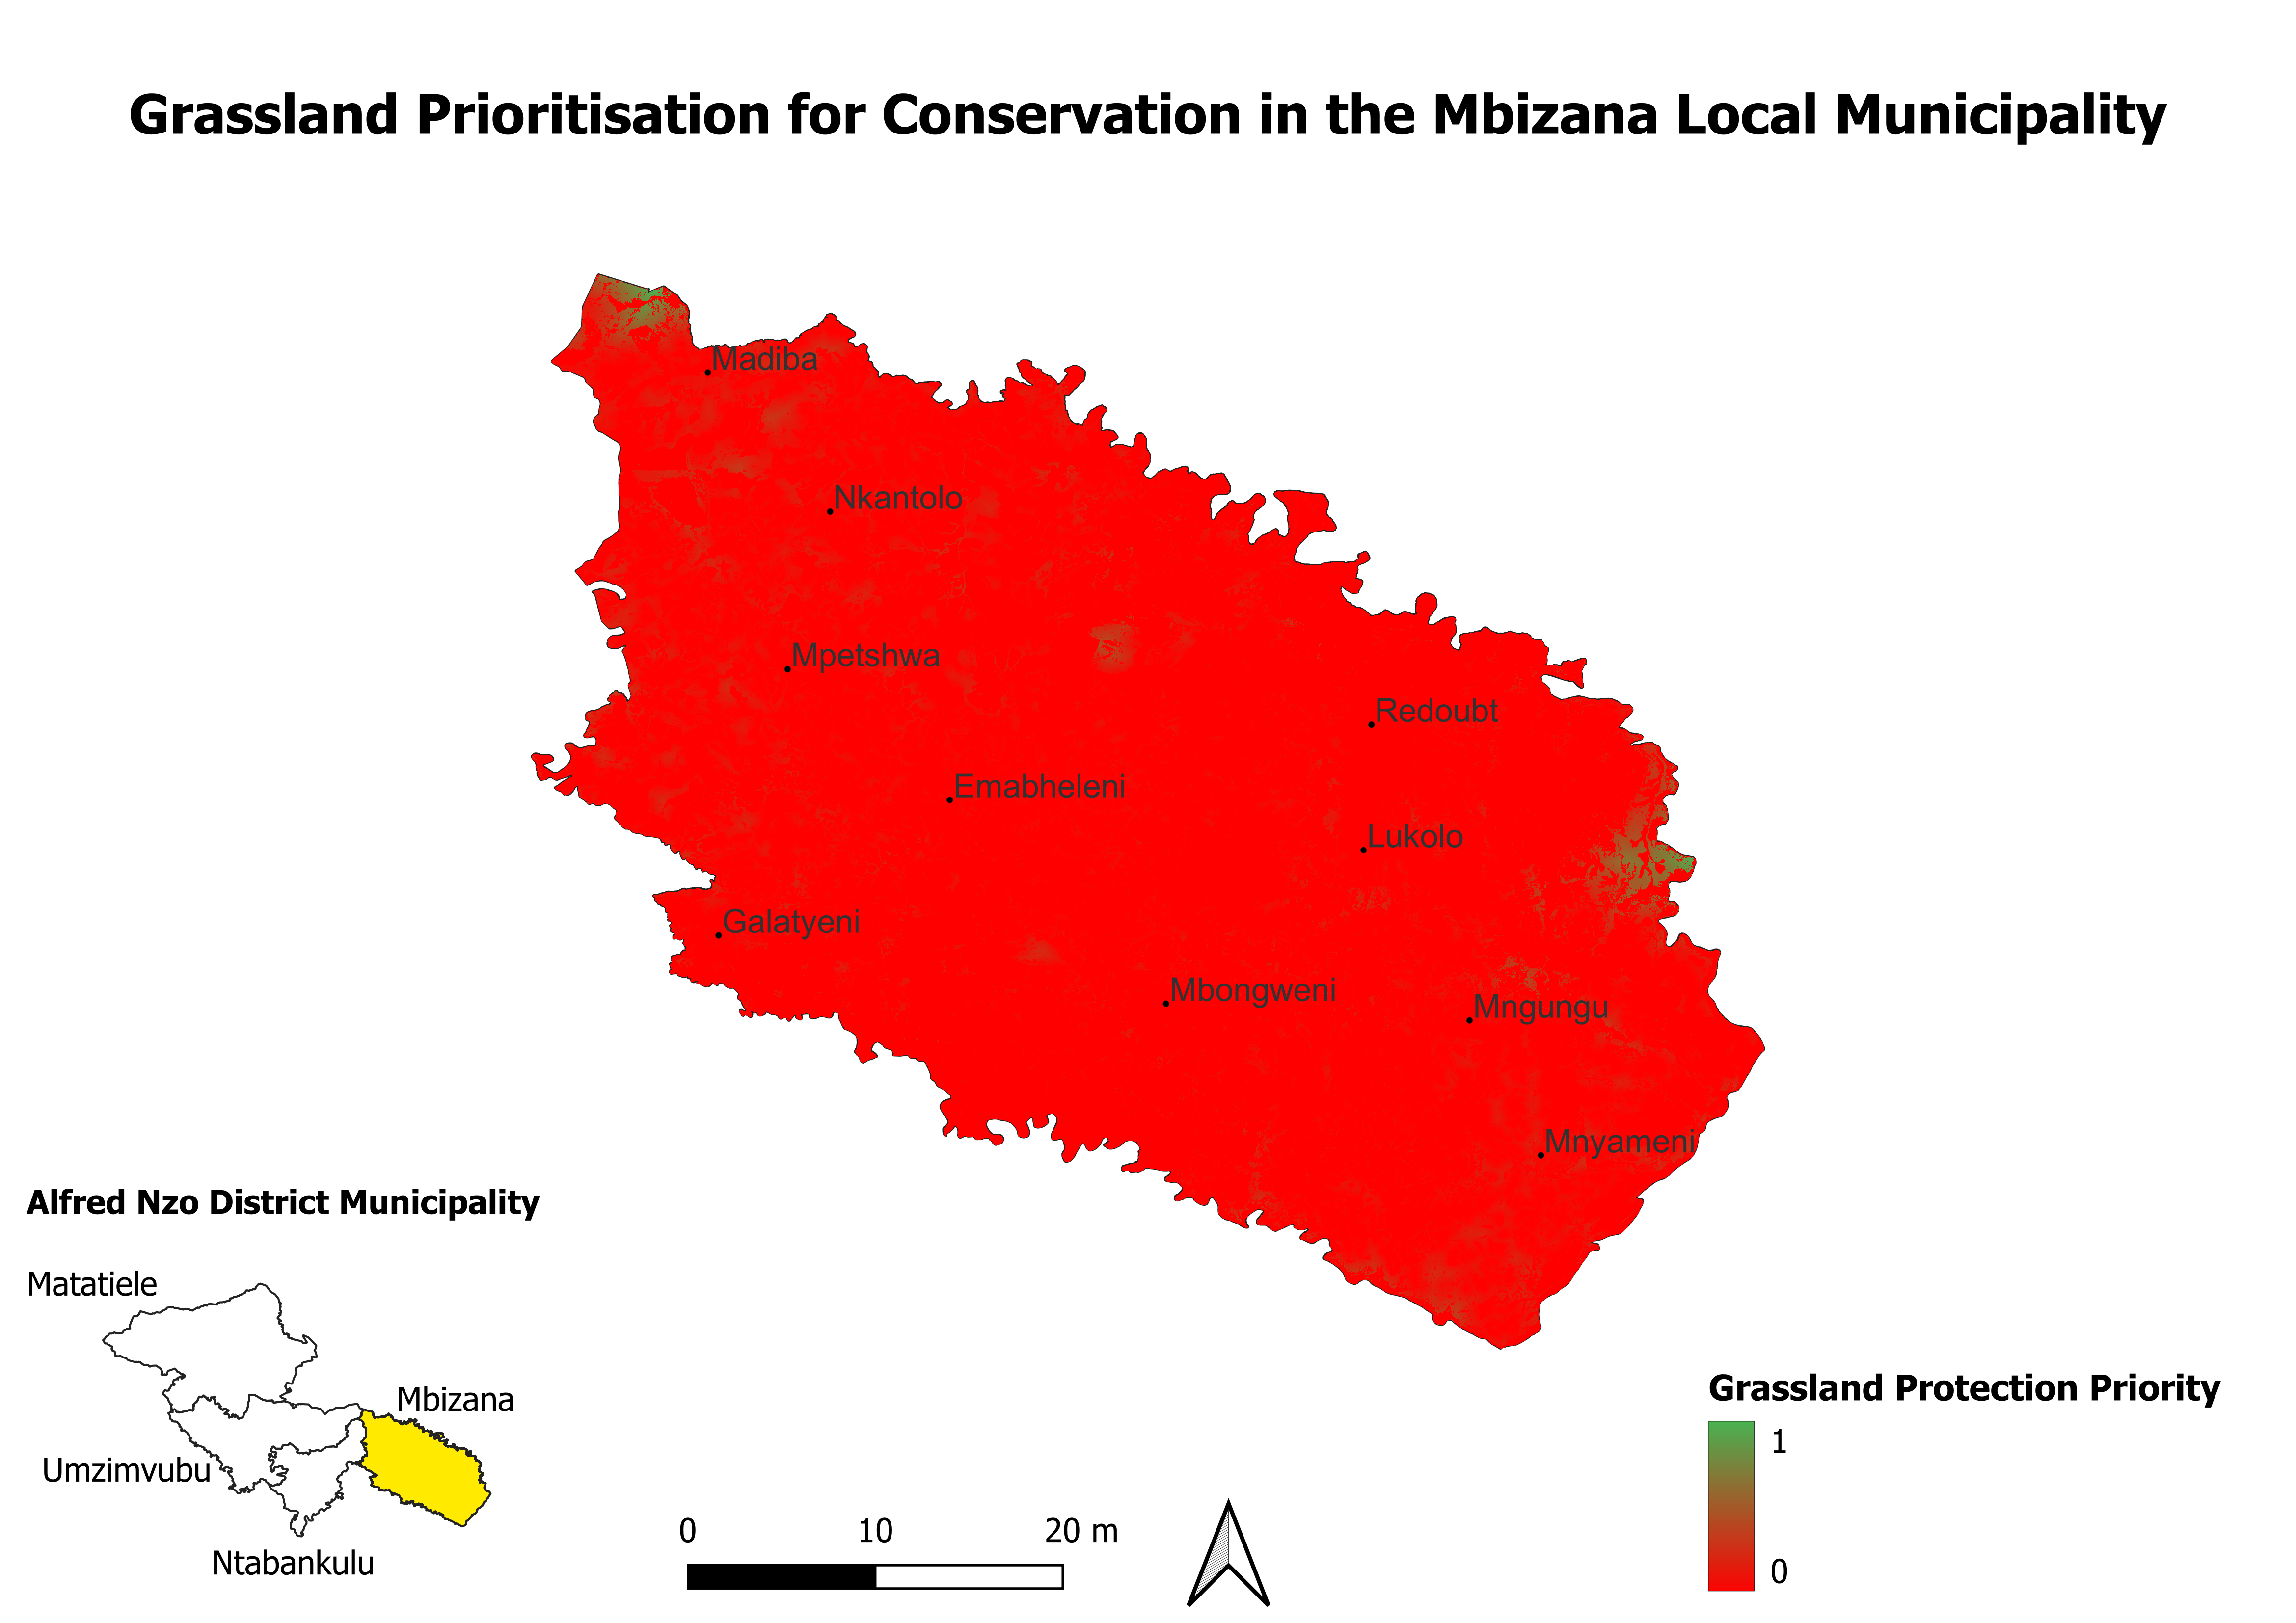 Grassland Prioritisation for Conservation in the Mbizana Local Municipality
Madiba
Nkantolo
Mpetshwa
Redoubt
Emabheleni
Lukolo
Galatyeni
Mbongweni
Mngungu
Mnyameni
Alfred Nzo District Municipality
Matatiele
Mbizana
Umzimvubu
Ntabankulu
0 10 20 m
Grassland Protection Priority
1
0